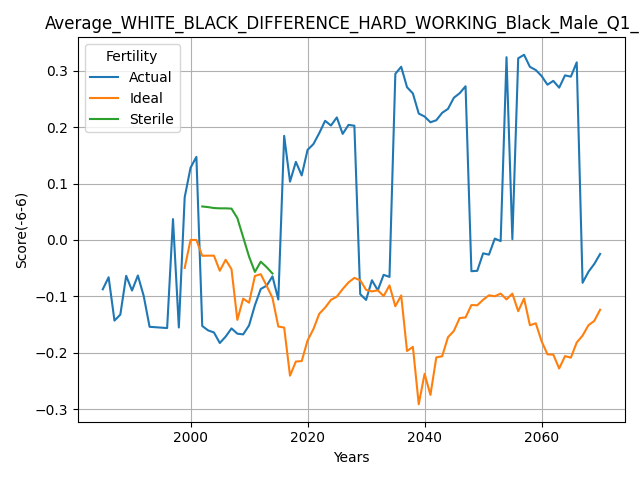 Average_WHITE_BLACK_DIFFERENCE_HARD_WORKING_Black_Male_Q1_
Fertility
Actual
Ideal
Sterile
Score(-6-6)
0.3
0.2
0.1
0.0
−0.1
−0.2
−0.3
2000 2020 2040 2060
Years